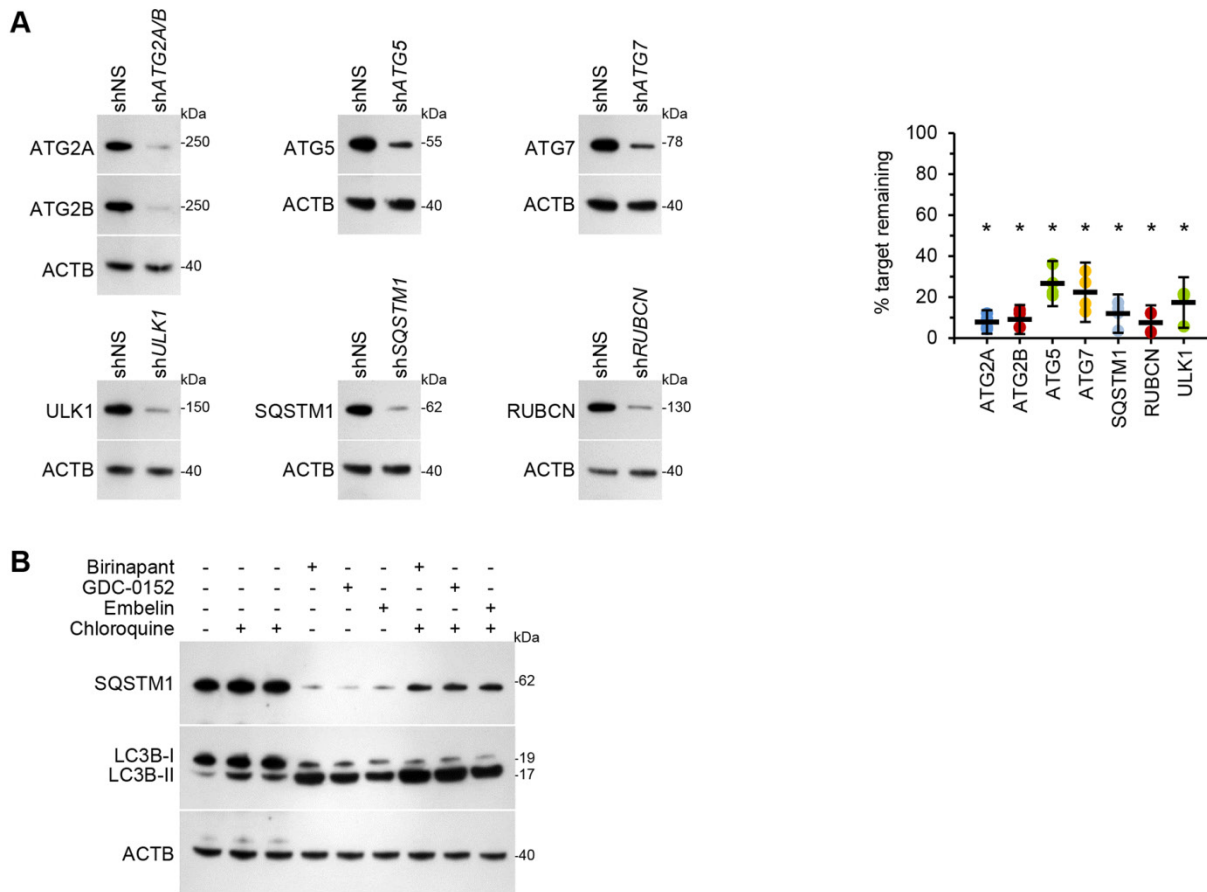 A
shNS
shATG2A/B
kDa
ATG2A
-250
ATG2B
-250
ACTB
-40
shNS
shATG5
kDa
ATG5
-55
ACTB
-40
shNS
shATG7
kDa
ATG7
-78
ACTB
-40
shNS
shULK1
kDa
ULK1
-150
ACTB
-40
shNS
shSQSTM1
kDa
SQSTM1
-62
ACTB
-40
shNS
shRUBCN
kDa
RUBCN
-130
ACTB
-40
% target remaining
100
80
60
40
20
0
* * * * * * *
ATG2A
ATG2B
ATG5
ATG7
SQSTM1
RUBCN
ULK1
B
Birinapant - - - + - - + - -
GDC-0152 - - - - + - - + -
Embelin - - - - - + - - +
Chloroquine - + + - - - + + +
kDa
SQSTM1 -62
LC3B-I -19
LC3B-II -17
ACTB -40